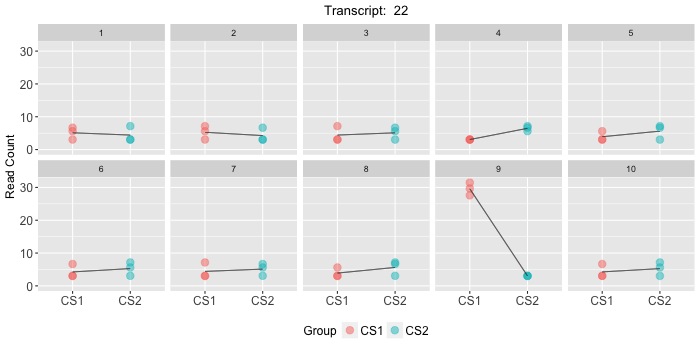 Transcript: 22
1 2 3 4 5
30
20
10
0
Read Count
6 7 8 9 10
30
20
10
0
CS1 CS2 CS1 CS2 CS1 CS2 CS1 CS2 CS1 CS2
Group CS1 CS2